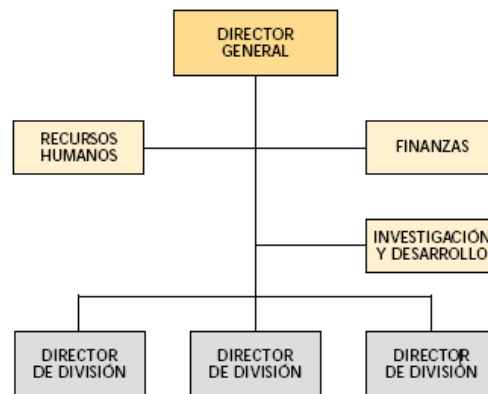 DIRECTOR
GENERAL
RECURSOS
HUMANOS
FINANZAS
INVESTIGACIÓN
Y DESARROLLO
DIRECTOR
DE DIVISIÓN
DIRECTOR
DE DIVISIÓN
DIRECTOR
DE DIVISIÓN